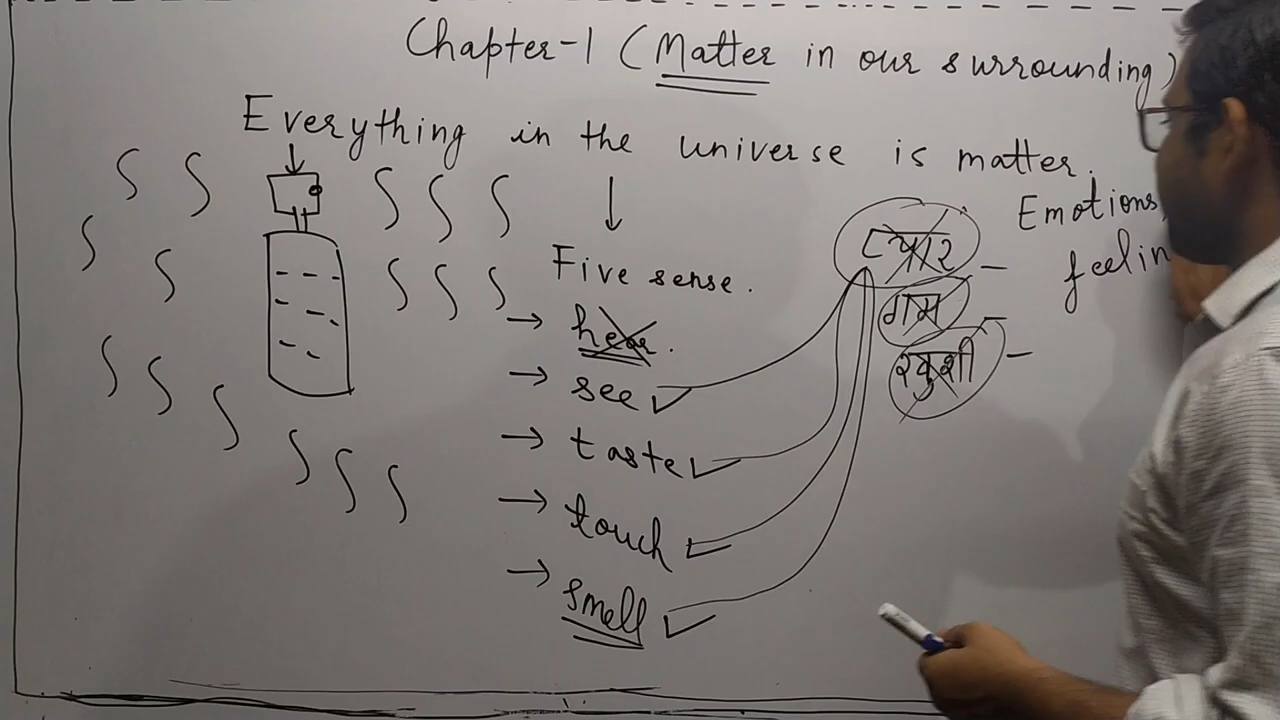 Chapter-1 (Matter in our surrounding)
Everything in the universe is matter.
Emotions,
feelin
Five sense.
प्यार
गम
खुशी
hear.
see
taste
touch
smell